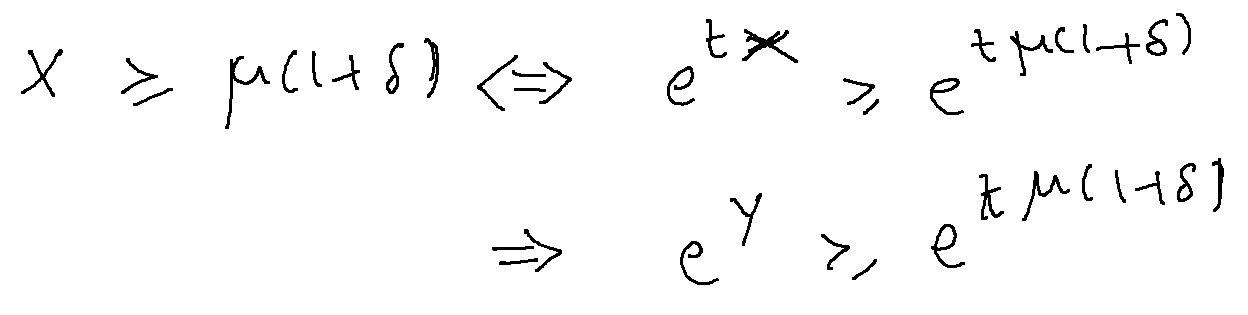 X ≥ μ(1+δ) ⇔ e^{tX} ≥ e^{tμ(1+δ)}
⇒ e^{Y} ≥ e^{tμ(1+δ)}